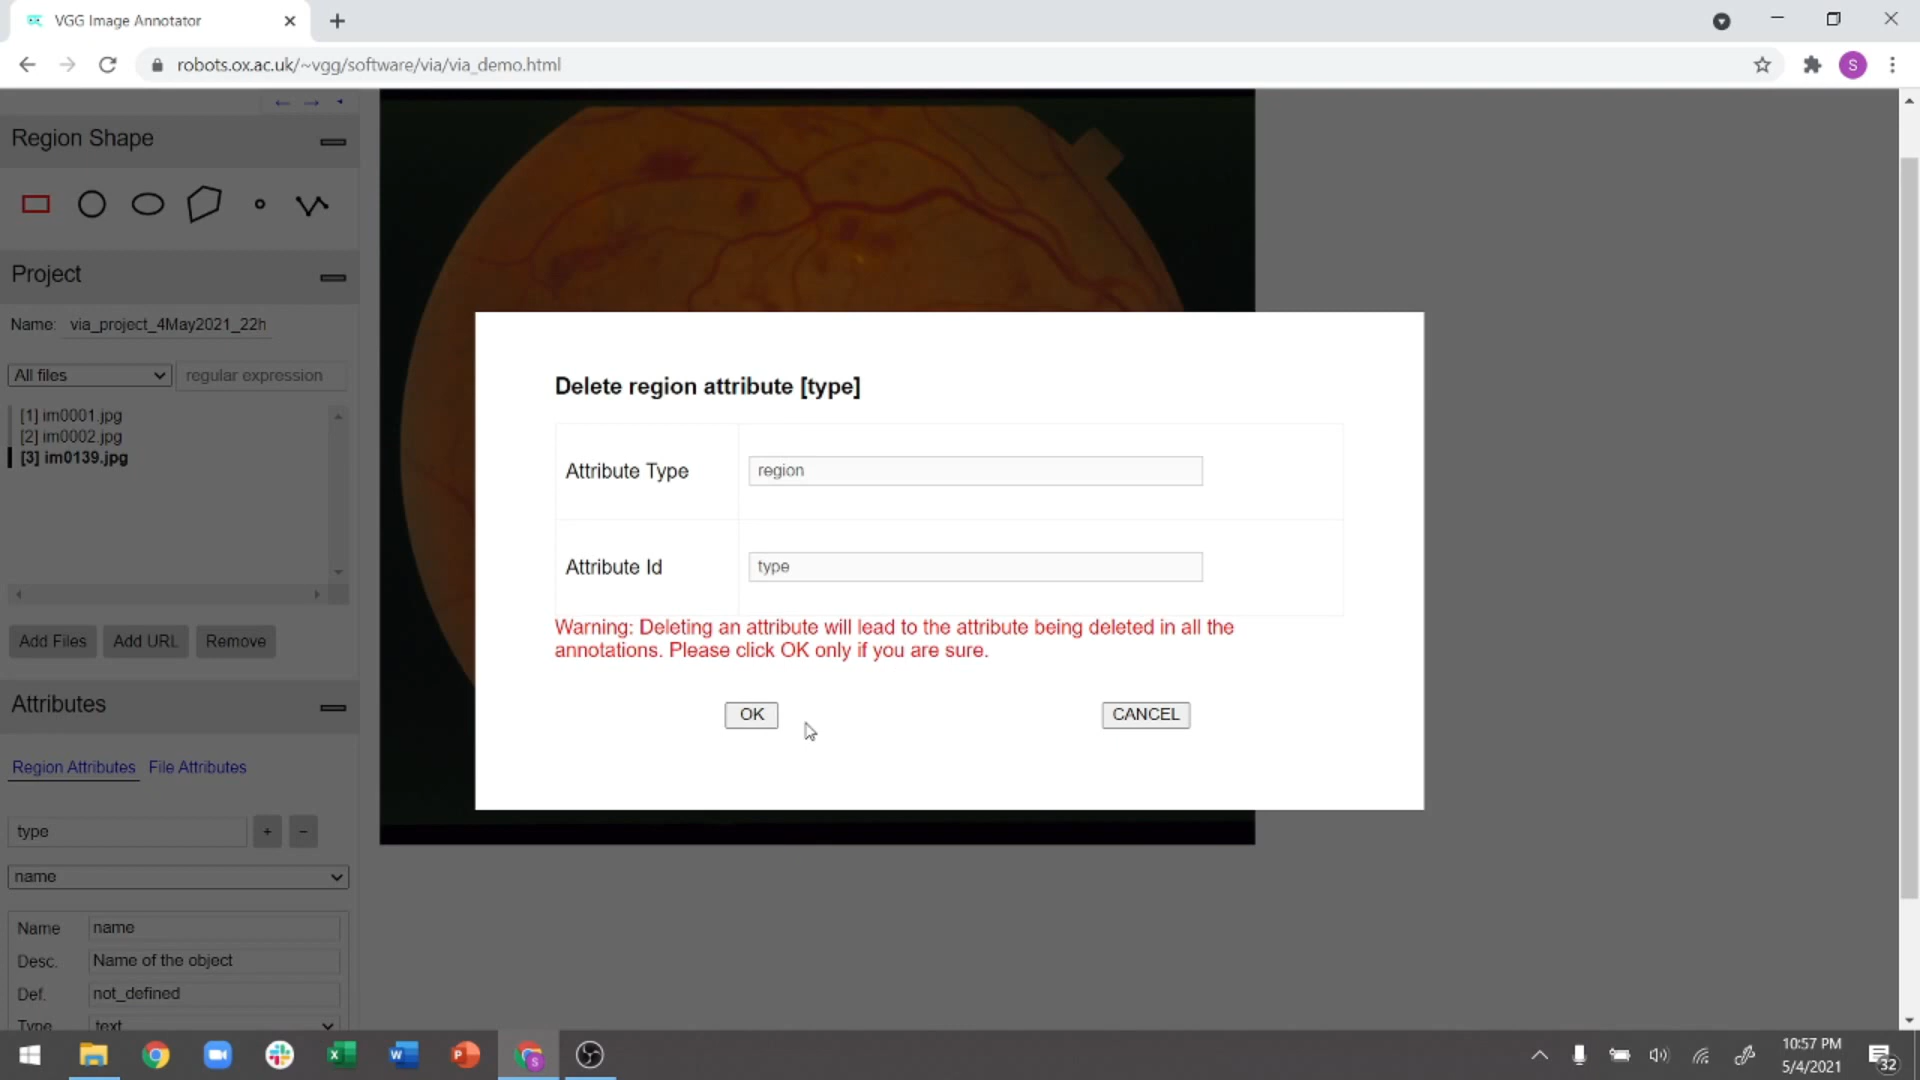 VGG Image Annotator
robots.ox.ac.uk/~vgg/software/via/via_demo.html
S
← →
Region Shape
Project
Name: via_project_4May2021_22h
All files regular expression
[1] im0001.jpg
[2] im0002.jpg
[3] im0139.jpg
Add Files Add URL Remove
Attributes
Region Attributes File Attributes
type + −
name
Name name
Desc. Name of the object
Def. not_defined
Type text
Delete region attribute [type]
Attribute Type region
Attribute Id type
Warning: Deleting an attribute will lead to the attribute being deleted in all the
annotations. Please click OK only if you are sure.
OK CANCEL
10:57 PM
5/4/2021
32